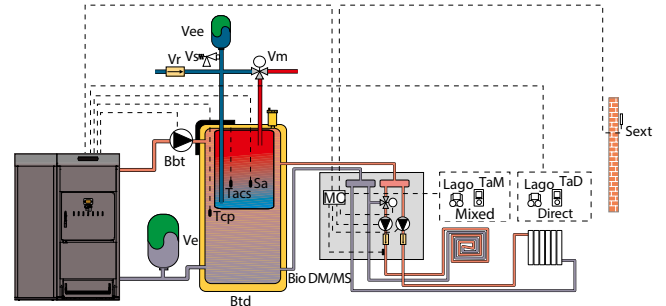 Vee
Vsw
Vr
Vm
Bbt
Tacs
Sa
Tcp
Ve
Btd
Bio DM/MS
MC
Lago
TaM
Mixed
Lago
TaD
Direct
Sext